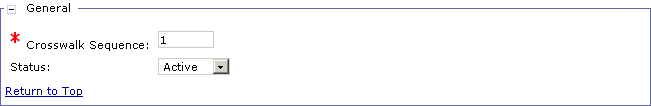 General
* Crosswalk Sequence: 1
Status: Active
Return to Top